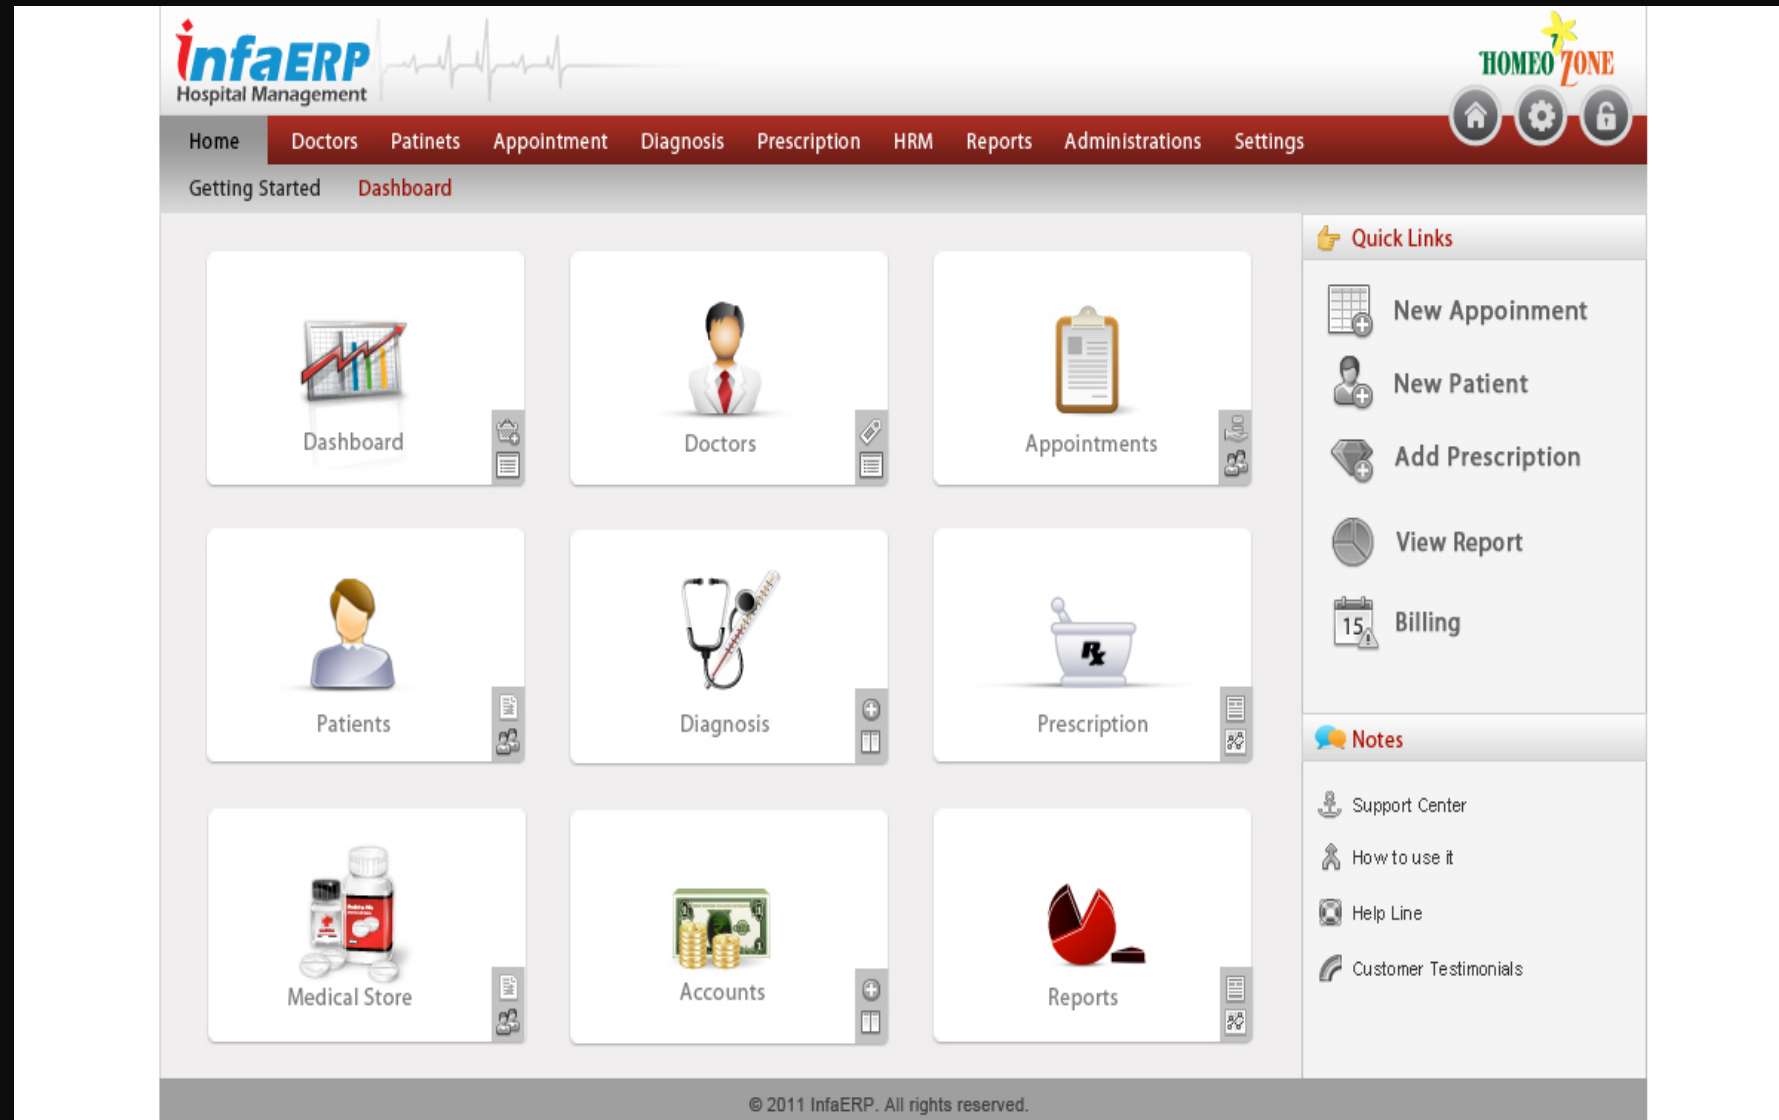 infaERP
Hospital Management
HOMEO ZONE
Home Doctors Patinets Appointment Diagnosis Prescription HRM Reports Administrations Settings
Getting Started Dashboard
Dashboard
Doctors
Appointments
Patients
Diagnosis
Rx
Prescription
Medical Store
Accounts
Reports
Quick Links
New Appoinment
New Patient
Add Prescription
View Report
15
Billing
Notes
Support Center
How to use it
Help Line
Customer Testimonials
© 2011 InfaERP. All rights reserved.